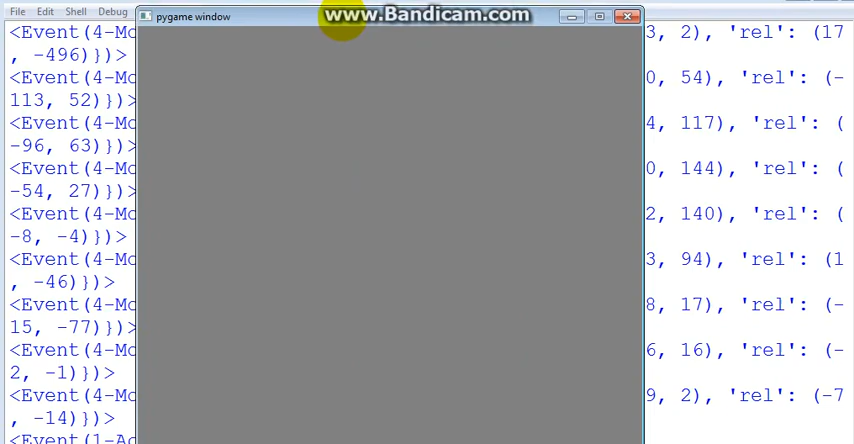 File Edit Shell Debug
pygame window
www.Bandicam.com
<Event(4-Mo 3, 2), 'rel': (17
, -496)})>
<Event(4-Mo 0, 54), 'rel': (-
113, 52)})>
<Event(4-Mo 4, 117), 'rel': (
-96, 63)})>
<Event(4-Mo 0, 144), 'rel': (
-54, 27)})>
<Event(4-Mo 2, 140), 'rel': (
-8, -4)})>
<Event(4-Mo 3, 94), 'rel': (1
, -46)})>
<Event(4-Mo 8, 17), 'rel': (-
15, -77)})>
<Event(4-Mo 6, 16), 'rel': (-
2, -1)})>
<Event(4-Mo 9, 2), 'rel': (-7
, -14)})>
<Event(1-Ac